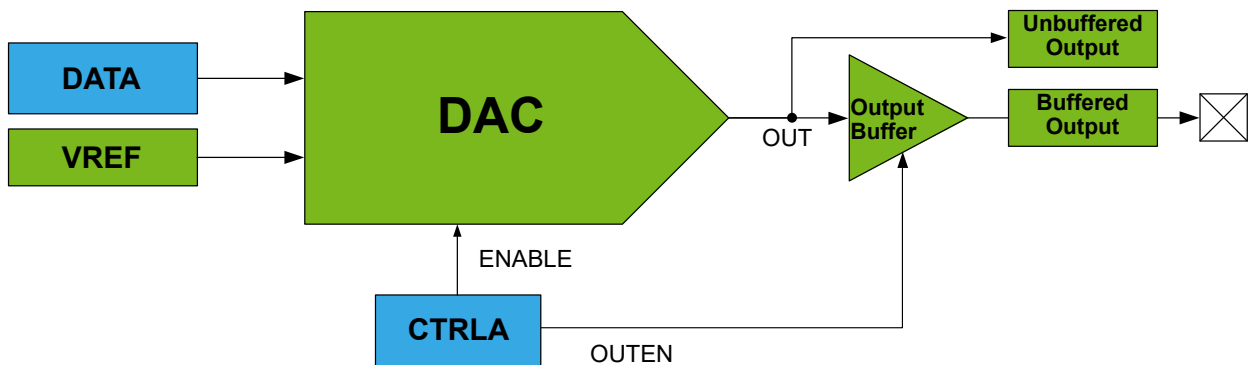 DATA
VREF
DAC
OUT
Output
Buffer
Unbuffered
Output
Buffered
Output
ENABLE
CTRLA
OUTEN